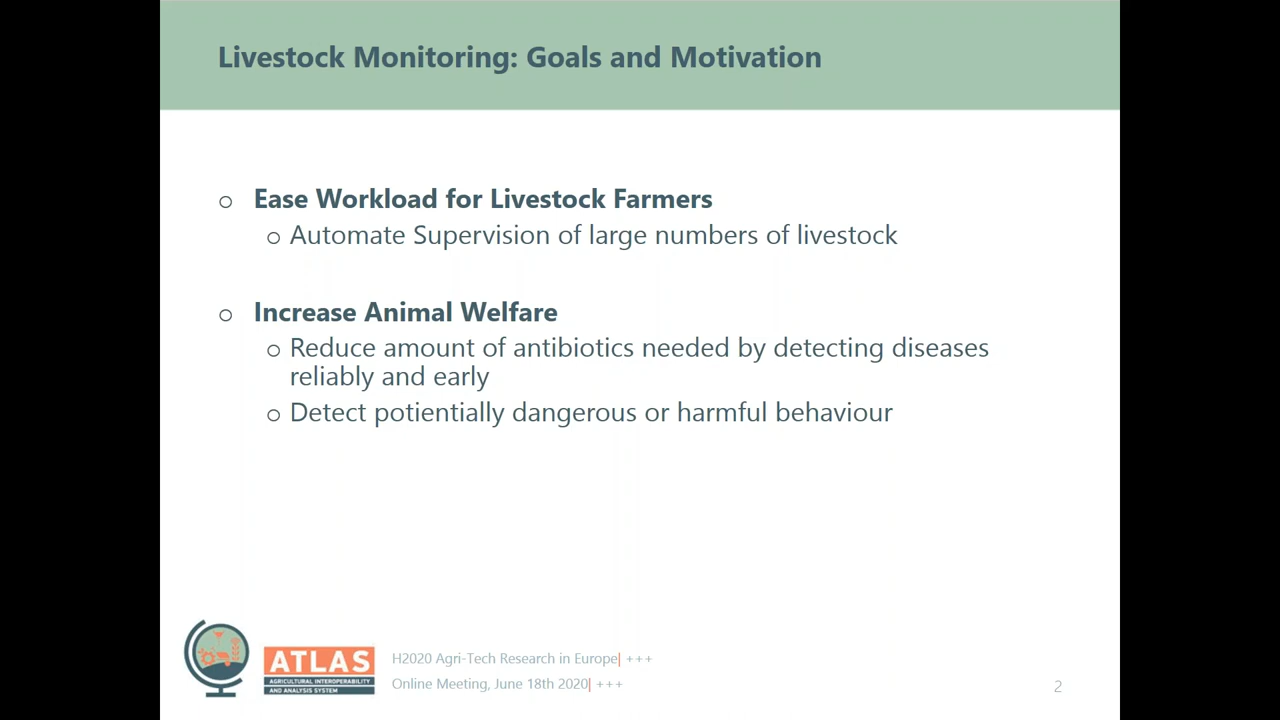 Livestock Monitoring: Goals and Motivation
o Ease Workload for Livestock Farmers
o Automate Supervision of large numbers of livestock
o Increase Animal Welfare
o Reduce amount of antibiotics needed by detecting diseases
reliably and early
o Detect potientially dangerous or harmful behaviour
ATLAS
AGRICULTURAL INTEROPERABILITY
AND ANALYSIS SYSTEM
H2020 Agri-Tech Research in Europe| +++
Online Meeting, June 18th 2020| +++
2